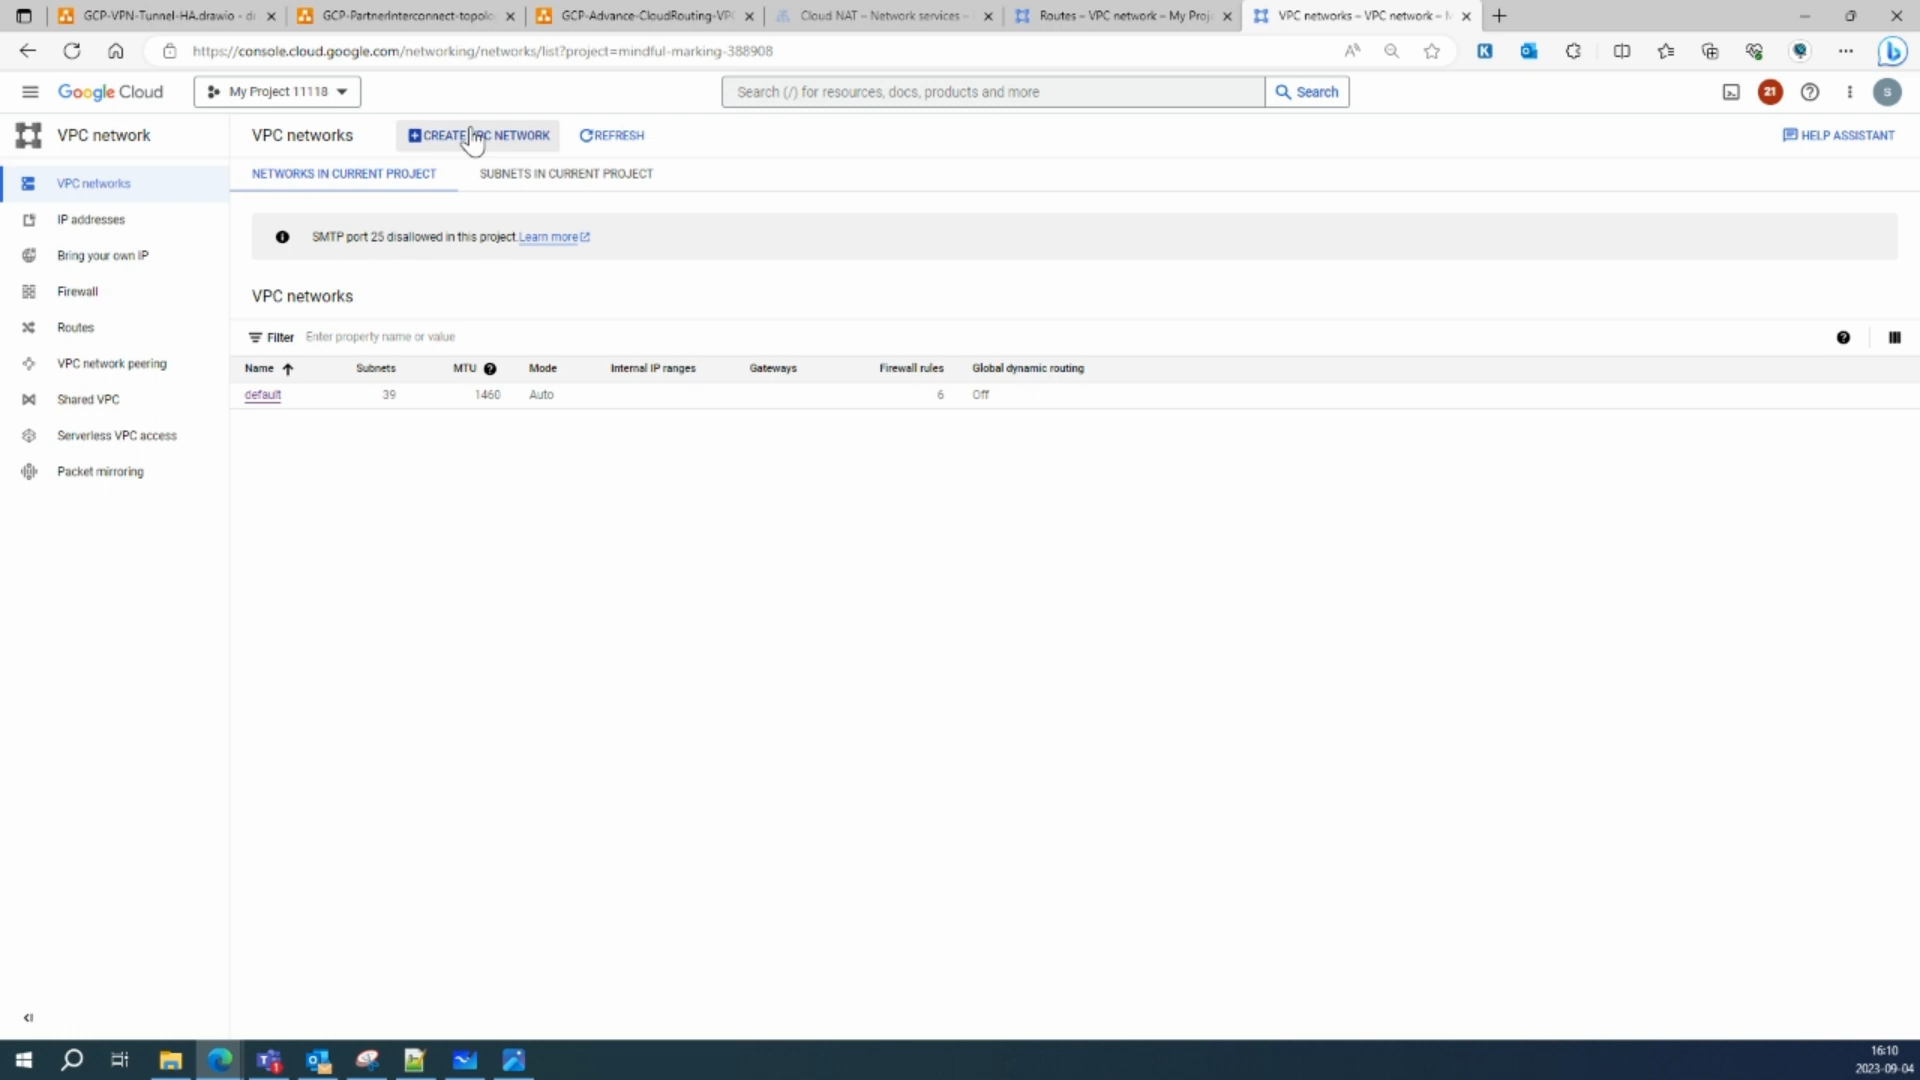 GCP-VPN-Tunnel-HA.drawio - di
GCP-PartnerInterconnect-topolo
GCP-Advance-CloudRouting-VPC
Cloud NAT – Network services –
Routes – VPC network – My Proj
VPC networks – VPC network – M
https://console.cloud.google.com/networking/networks/list?project=mindful-marking-388908
Google Cloud
My Project 11118
Search (/) for resources, docs, products and more
Search
21
S
VPC network
VPC networks
CREATE VPC NETWORK
REFRESH
HELP ASSISTANT
VPC networks
IP addresses
Bring your own IP
Firewall
Routes
VPC network peering
Shared VPC
Serverless VPC access
Packet mirroring
NETWORKS IN CURRENT PROJECT
SUBNETS IN CURRENT PROJECT
SMTP port 25 disallowed in this project. Learn more
VPC networks
Filter Enter property name or value
Name Subnets MTU Mode Internal IP ranges Gateways Firewall rules Global dynamic routing
default 39 1460 Auto 6 Off
16:10
2023-09-04